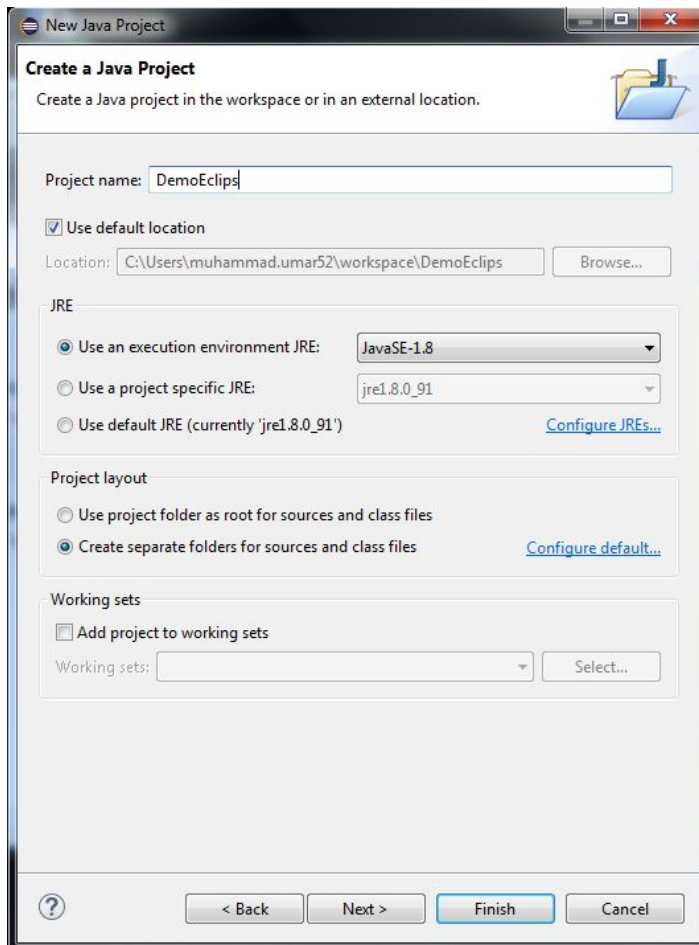 New Java Project
Create a Java Project
Create a Java project in the workspace or in an external location.
Project name: DemoEclips
Use default location
Location: C:\Users\muhammad.umar52\workspace\DemoEclips Browse...
JRE
Use an execution environment JRE: JavaSE-1.8
Use a project specific JRE: jre1.8.0_91
Use default JRE (currently 'jre1.8.0_91') Configure JREs...
Project layout
Use project folder as root for sources and class files
Create separate folders for sources and class files Configure default...
Working sets
Add project to working sets
Working sets: Select...
? < Back Next > Finish Cancel